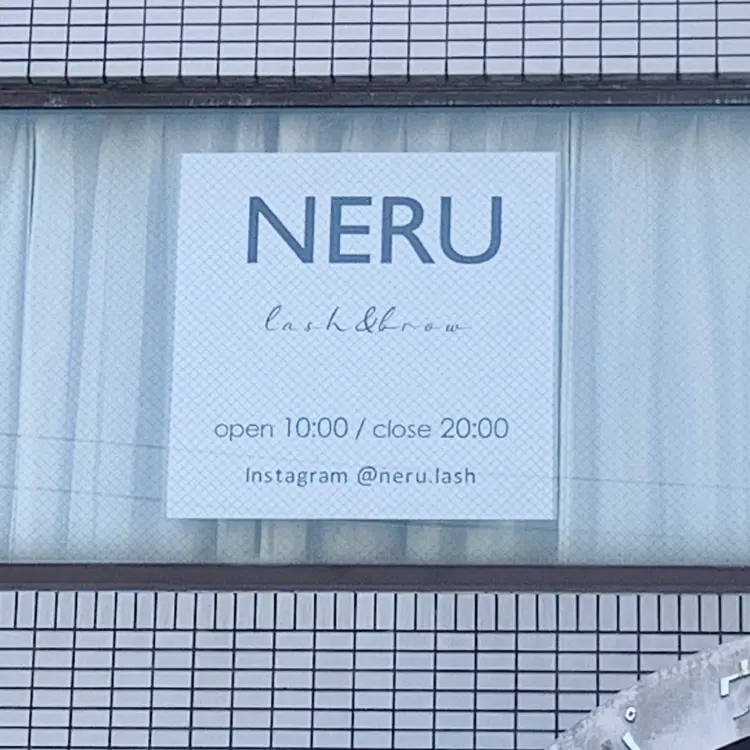 NERU
lash&brow
open 10:00 / close 20:00
Instagram @neru.lash